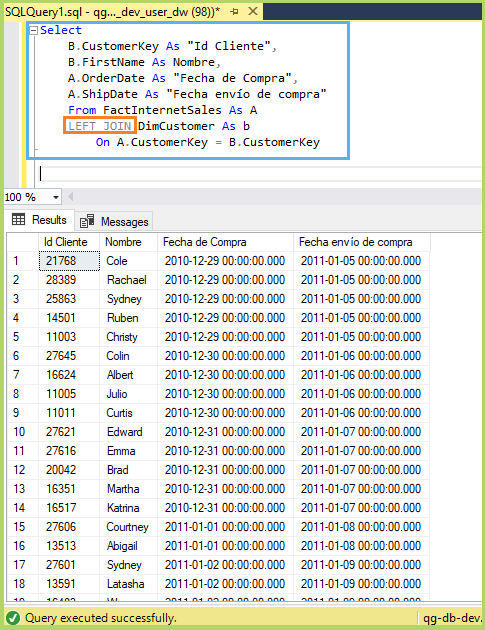 SQLQuery1.sql - qg..._dev_user_dw (98))*
Select
B.CustomerKey As "Id Cliente",
B.FirstName As Nombre,
A.OrderDate As "Fecha de Compra",
A.ShipDate As "Fecha envío de compra"
From FactInternetSales As A
LEFT JOIN DimCustomer As b
On A.CustomerKey = B.CustomerKey
100 %
Results Messages
Id Cliente Nombre Fecha de Compra Fecha envío de compra
1 21768 Cole 2010-12-29 00:00:00.000 2011-01-05 00:00:00.000
2 28389 Rachael 2010-12-29 00:00:00.000 2011-01-05 00:00:00.000
3 25863 Sydney 2010-12-29 00:00:00.000 2011-01-05 00:00:00.000
4 14501 Ruben 2010-12-29 00:00:00.000 2011-01-05 00:00:00.000
5 11003 Christy 2010-12-29 00:00:00.000 2011-01-05 00:00:00.000
6 27645 Colin 2010-12-30 00:00:00.000 2011-01-06 00:00:00.000
7 16624 Albert 2010-12-30 00:00:00.000 2011-01-06 00:00:00.000
8 11005 Julio 2010-12-30 00:00:00.000 2011-01-06 00:00:00.000
9 11011 Curtis 2010-12-30 00:00:00.000 2011-01-06 00:00:00.000
10 27621 Edward 2010-12-31 00:00:00.000 2011-01-07 00:00:00.000
11 27616 Emma 2010-12-31 00:00:00.000 2011-01-07 00:00:00.000
12 20042 Brad 2010-12-31 00:00:00.000 2011-01-07 00:00:00.000
13 16351 Martha 2010-12-31 00:00:00.000 2011-01-07 00:00:00.000
14 16517 Katrina 2010-12-31 00:00:00.000 2011-01-07 00:00:00.000
15 27606 Courtney 2011-01-01 00:00:00.000 2011-01-08 00:00:00.000
16 13513 Abigail 2011-01-01 00:00:00.000 2011-01-08 00:00:00.000
17 27601 Sydney 2011-01-02 00:00:00.000 2011-01-09 00:00:00.000
18 13591 Latasha 2011-01-02 00:00:00.000 2011-01-09 00:00:00.000
Query executed successfully. qg-db-dev.